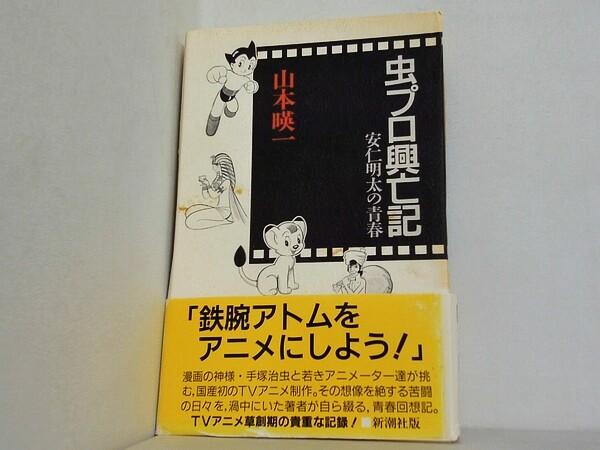 虫プロ興亡記
安仁明太の青春
山本暎一
「鉄腕アトムを
アニメにしよう!」
漫画の神様・手塚治虫と若きアニメーター達が挑
む,国産初のTVアニメ制作。その想像を絶する苦闘
の日々を,渦中にいた著者が自ら綴る,青春回想記。
TVアニメ草創期の貴重な記録! 新潮社版